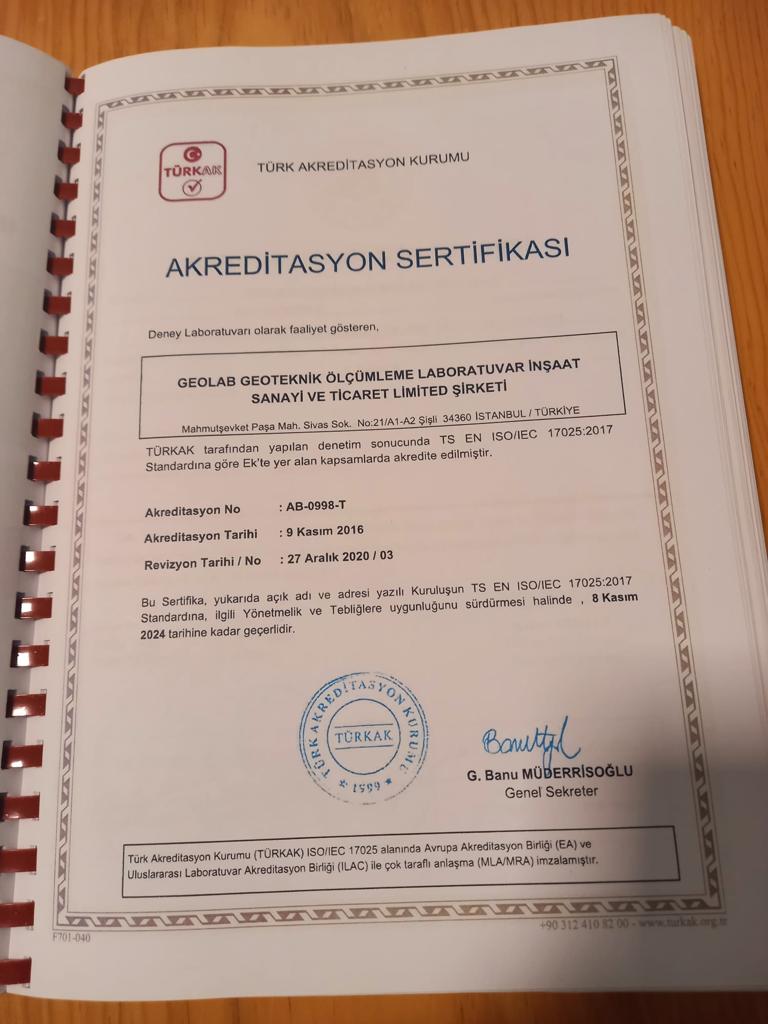 TÜRKAK
TÜRK AKREDİTASYON KURUMU
AKREDİTASYON SERTİFİKASI
Deney Laboratuvarı olarak faaliyet gösteren,
GEOLAB GEOTEKNİK ÖLÇÜMLEME LABORATUVAR İNŞAAT
SANAYİ VE TİCARET LİMİTED ŞİRKETİ
Mahmutşevket Paşa Mah. Sivas Sok. No:21/A1-A2 Şişli 34360 İSTANBUL / TÜRKİYE
TÜRKAK tarafından yapılan denetim sonucunda TS EN ISO/IEC 17025:2017
Standardına göre Ek'te yer alan kapsamlarda akredite edilmiştir.
Akreditasyon No : AB-0998-T
Akreditasyon Tarihi : 9 Kasım 2016
Revizyon Tarihi / No : 27 Aralık 2020 / 03
Bu Sertifika, yukarıda açık adı ve adresi yazılı Kuruluşun TS EN ISO/IEC 17025:2017
Standardına, ilgili Yönetmelik ve Tebliğlere uygunluğunu sürdürmesi halinde , 8 Kasım
2024 tarihine kadar geçerlidir.
TÜRK AKREDİTASYON KURUMU
TÜRKAK
* 1999 *
G. Banu MÜDERRİSOĞLU
Genel Sekreter
Türk Akreditasyon Kurumu (TÜRKAK) ISO/IEC 17025 alanında Avrupa Akreditasyon Birliği (EA) ve
Uluslararası Laboratuvar Akreditasyon Birliği (ILAC) ile çok taraflı anlaşma (MLA/MRA) imzalamıştır.
F701-040
+90 312 410 82 00 - www.turkak.org.tr